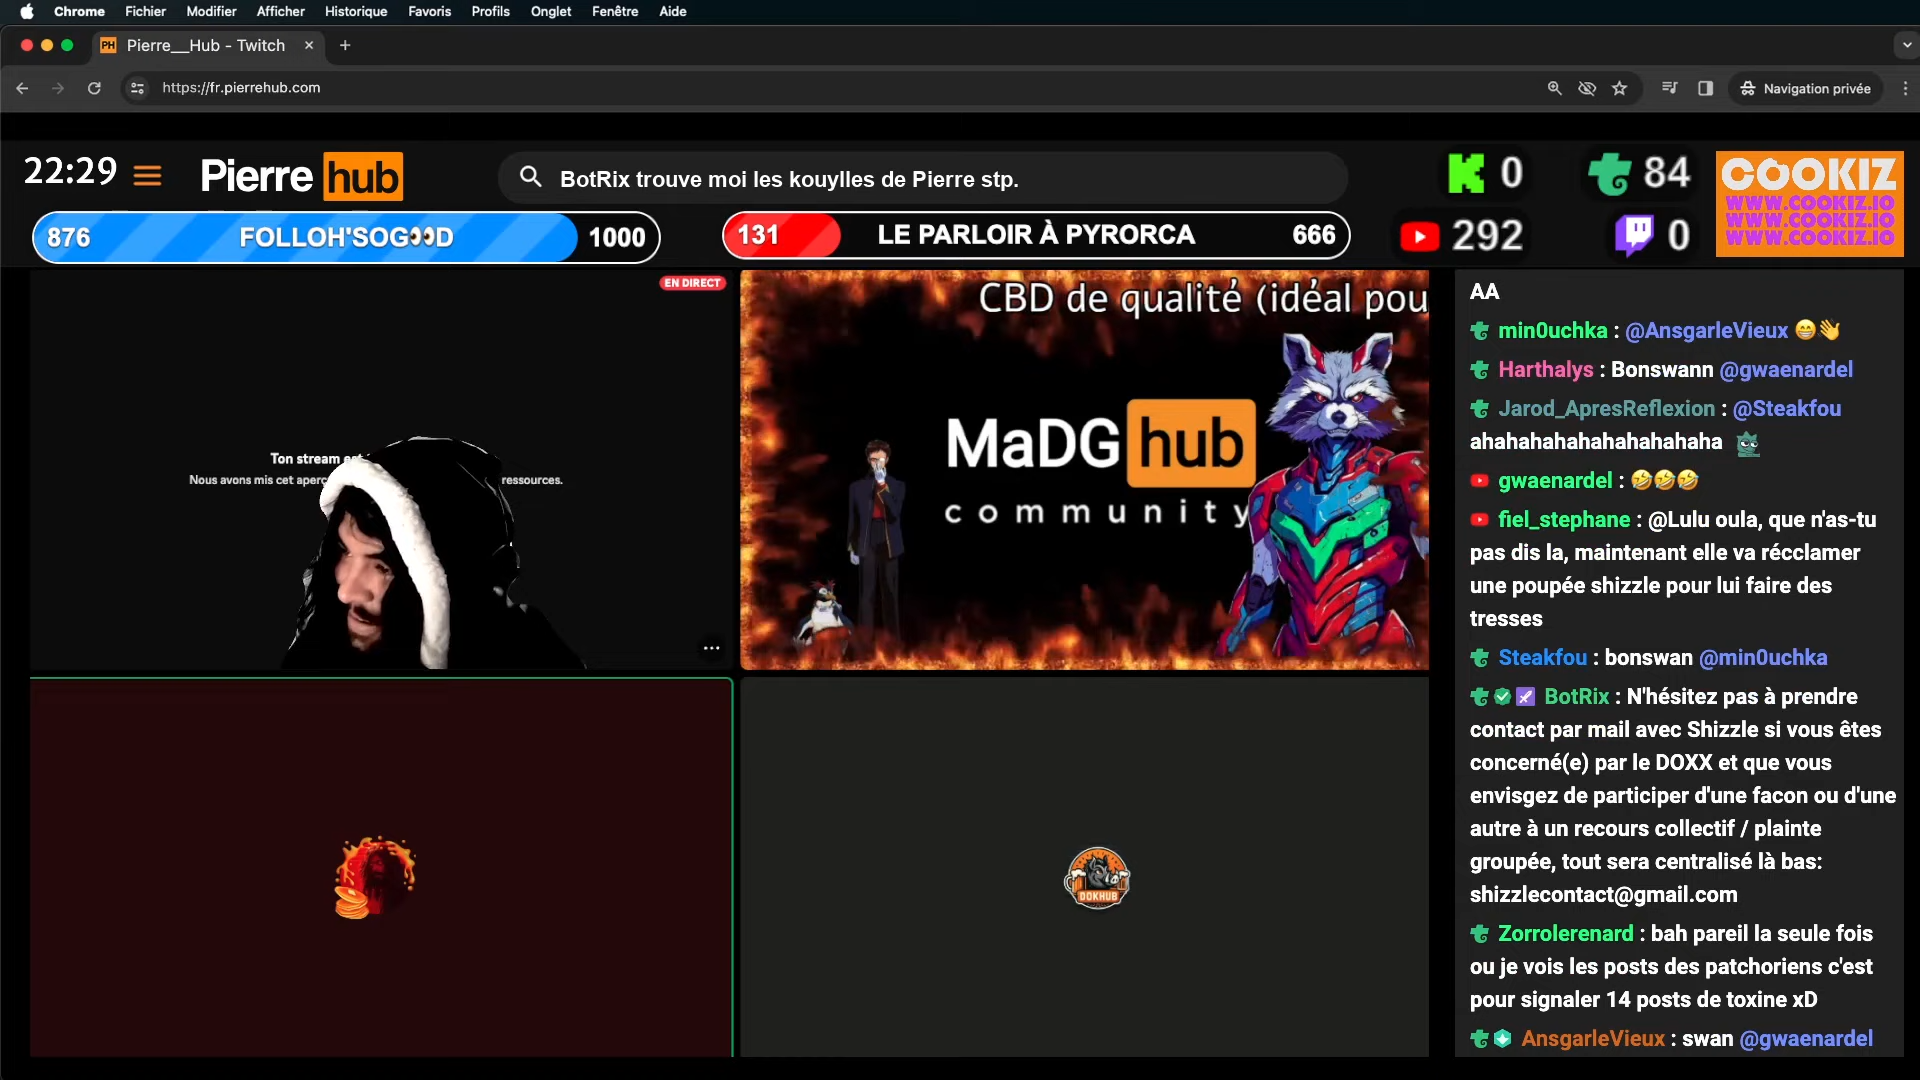 Chrome Fichier Modifier Afficher Historique Favoris Profils Onglet Fenêtre Aide
PH Pierre__Hub - Twitch
https://fr.pierrehub.com
Navigation privée
22:29
Pierre hub
BotRix trouve moi les kouylles de Pierre stp.
0
84
COOKIZ
WWW.COOKIZ.IO
WWW.COOKIZ.IO
WWW.COOKIZ.IO
876 FOLLOH'SOG👀D 1000
131 LE PARLOIR À PYRORCA 666
292
0
EN DIRECT
Ton stream
Nous avons mis cet
ressources.
CBD de qualité (idéal pou
MaDG hub
community
DOKHUB
AA
min0uchka : @AnsgarleVieux 😁👋
Harthalys : Bonswann @gwaenardel
Jarod_ApresReflexion : @Steakfou
ahahahahahahahahaha
gwaenardel : 🤣🤣🤣
fiel_stephane : @Lulu oula, que n'as-tu
pas dis la, maintenant elle va récclamer
une poupée shizzle pour lui faire des
tresses
Steakfou : bonswan @min0uchka
BotRix : N'hésitez pas à prendre
contact par mail avec Shizzle si vous êtes
concerné(e) par le DOXX et que vous
envisgez de participer d'une facon ou d'une
autre à un recours collectif / plainte
groupée, tout sera centralisé là bas:
shizzlecontact@gmail.com
Zorrolerenard : bah pareil la seule fois
ou je vois les posts des patchoriens c'est
pour signaler 14 posts de toxine xD
AnsgarleVieux : swan @gwaenardel